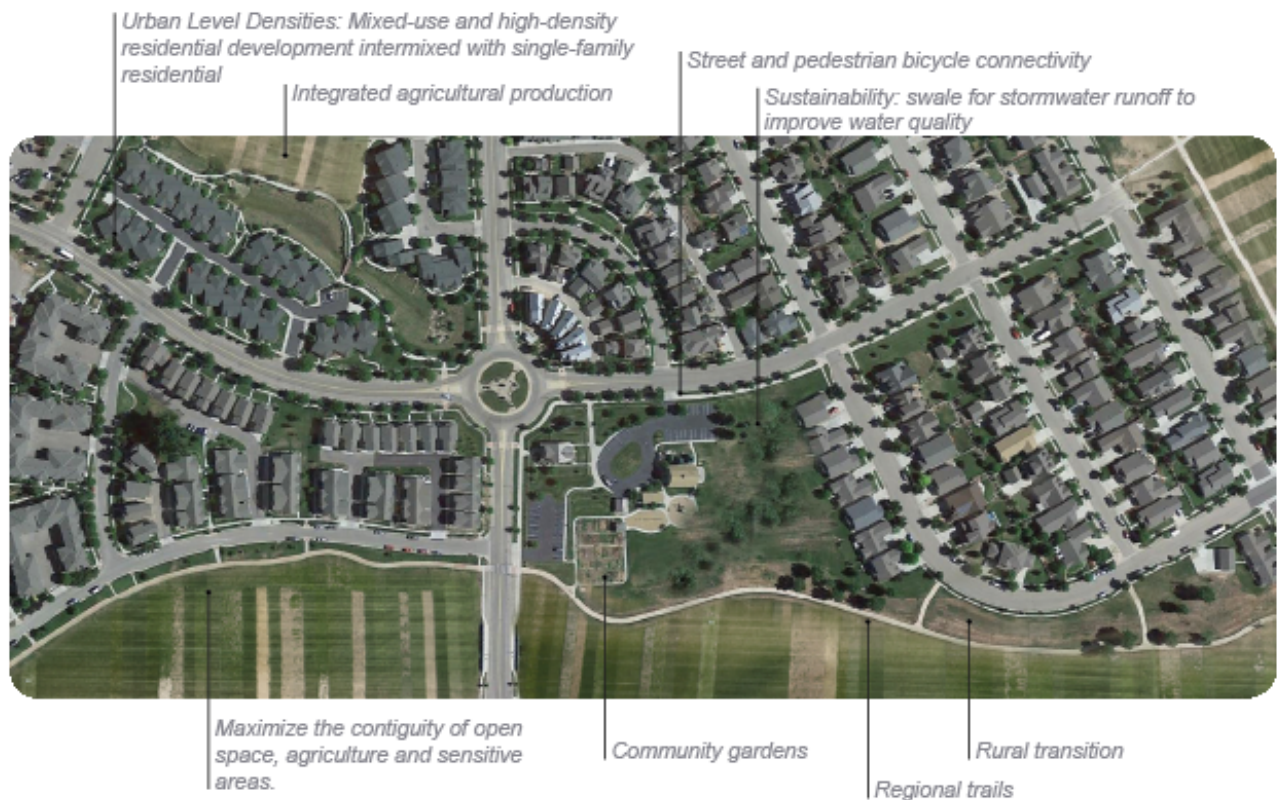 Urban Level Densities: Mixed-use and high-density
residential development intermixed with single-family
residential
Integrated agricultural production
Street and pedestrian bicycle connectivity
Sustainability: swale for stormwater runoff to
improve water quality
Maximize the contiguity of open
space, agriculture and sensitive
areas.
Community gardens
Regional trails
Rural transition